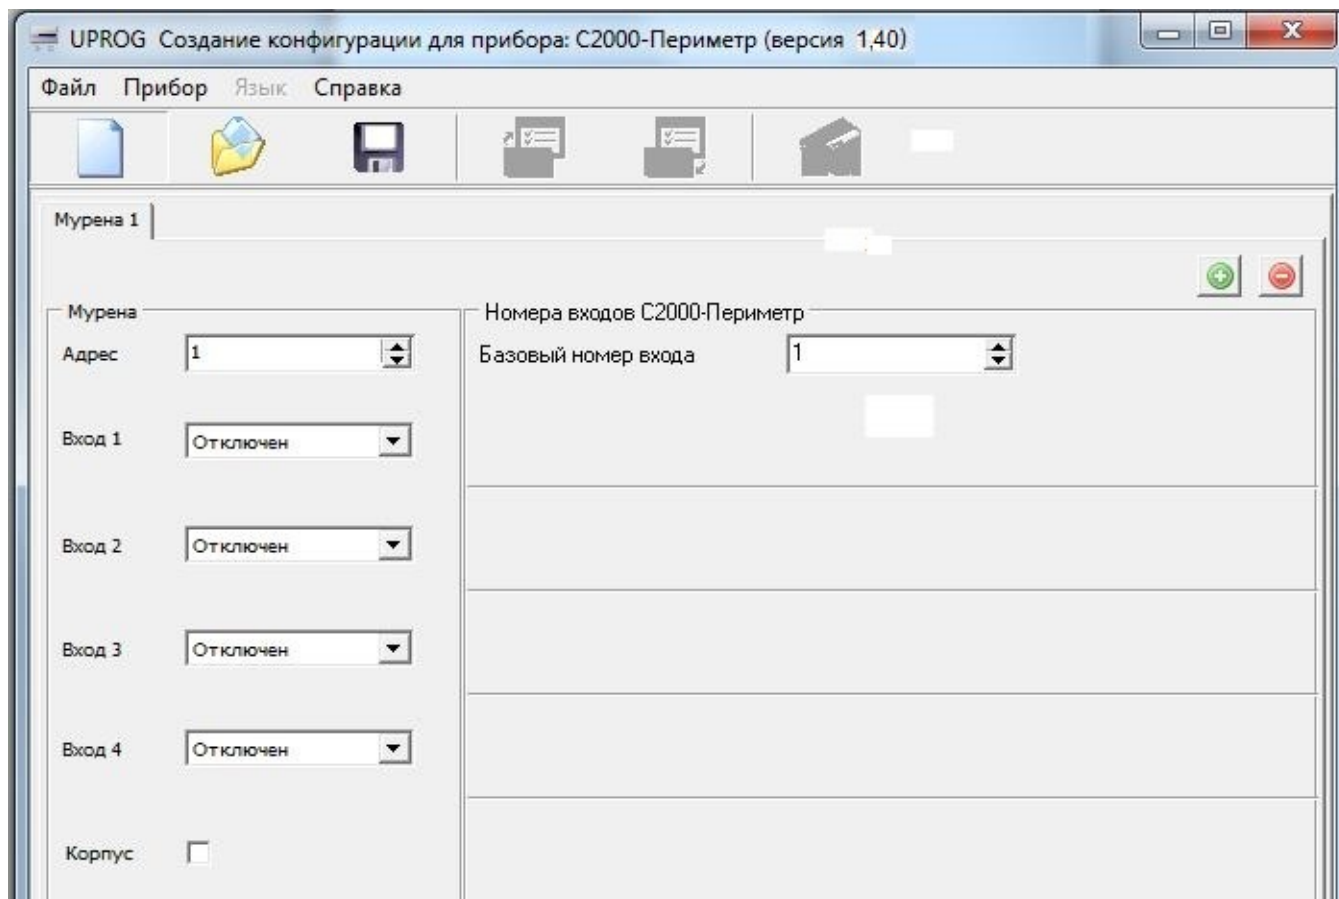 UPROG Создание конфигурации для прибора: С2000-Периметр (версия 1,40)
Файл Прибор Язык Справка
Мурена 1
Мурена
Номера входов С2000-Периметр
Адрес 1
Базовый номер входа 1
Вход 1 Отключен
Вход 2 Отключен
Вход 3 Отключен
Вход 4 Отключен
Корпус